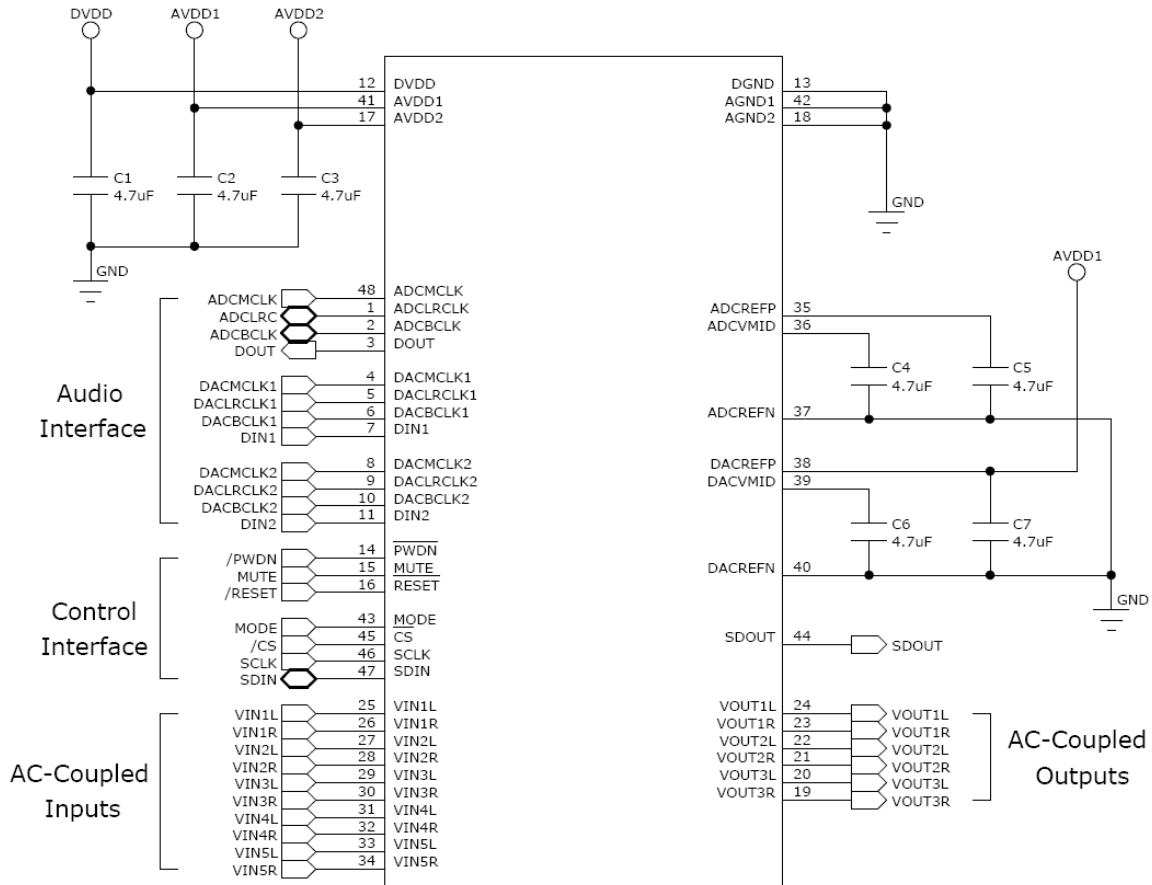 DVDD AVDD1 AVDD2
12 DVDD
41 AVDD1
17 AVDD2
DGND 13
AGND1 42
AGND2 18
C1
4.7uF
C2
4.7uF
C3
4.7uF
GND
GND
Audio
Interface
ADCMCLK 48 ADCMCLK
ADCLRC 1 ADCLRCLK
ADCBCLK 2 ADCBCLK
DOUT 3 DOUT
DACMCLK1 4 DACMCLK1
DACLRCLK1 5 DACLRCLK1
DACBCLK1 6 DACBCLK1
DIN1 7 DIN1
DACMCLK2 8 DACMCLK2
DACLRCLK2 9 DACLRCLK2
DACBCLK2 10 DACBCLK2
DIN2 11 DIN2
Control
Interface
/PWDN 14 PWDN
MUTE 15 MUTE
/RESET 16 RESET
MODE 43 MODE
/CS 45 CS
SCLK 46 SCLK
SDIN 47 SDIN
AC-Coupled
Inputs
VIN1L 25 VIN1L
VIN1R 26 VIN1R
VIN2L 27 VIN2L
VIN2R 28 VIN2R
VIN3L 29 VIN3L
VIN3R 30 VIN3R
VIN4L 31 VIN4L
VIN4R 32 VIN4R
VIN5L 33 VIN5L
VIN5R 34 VIN5R
AVDD1
ADCREFP 35
ADCVMID 36
C4
4.7uF
C5
4.7uF
ADCREFN 37
DACREFP 38
DACVMID 39
C6
4.7uF
C7
4.7uF
DACREFN 40
GND
SDOUT 44 SDOUT
VOUT1L 24 VOUT1L
VOUT1R 23 VOUT1R
VOUT2L 22 VOUT2L
VOUT2R 21 VOUT2R
VOUT3L 20 VOUT3L
VOUT3R 19 VOUT3R
AC-Coupled
Outputs